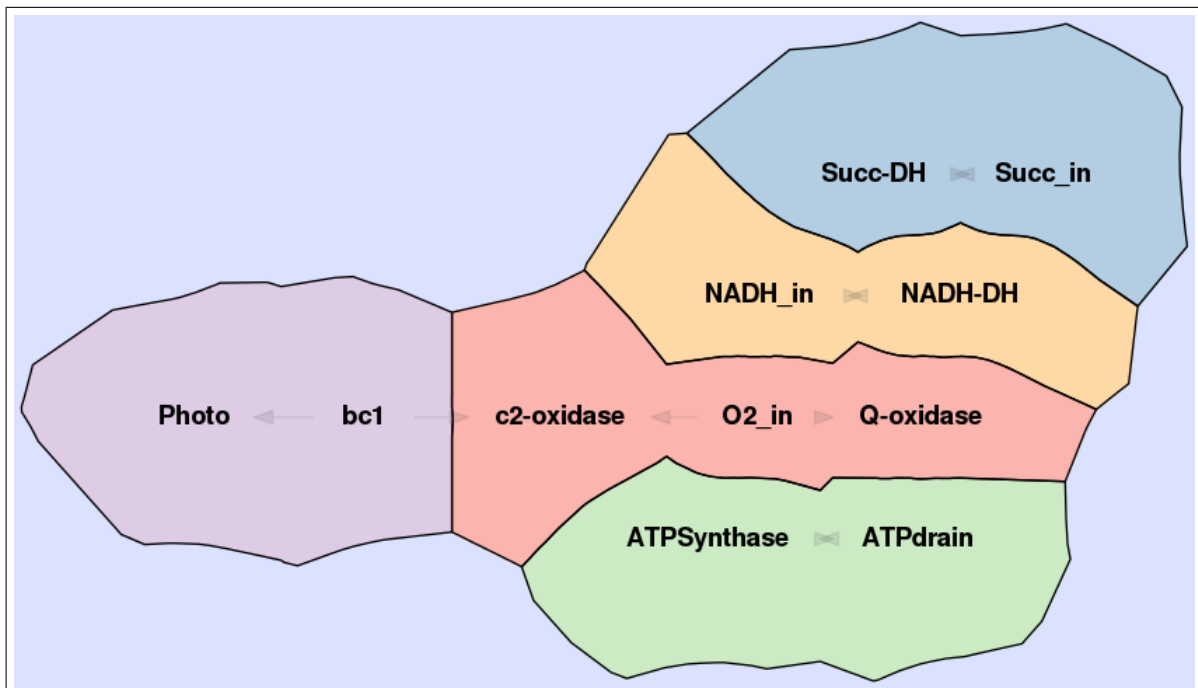 Succ-DH Succ_in
NADH_in NADH-DH
Photo bc1 c2-oxidase O2_in Q-oxidase
ATPSynthase ATPdrain